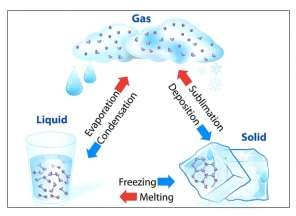 Gas
Evaporation
Condensation
Sublimation
Deposition
Liquid
Solid
Freezing
Melting